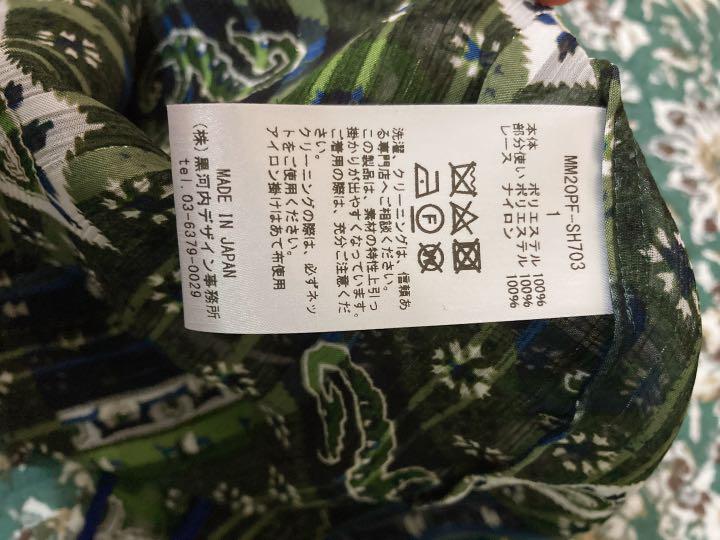 MM20PF-SH703
1
本体 ポリエステル 100%
部分使い ポリエステル 100%
レース ナイロン 100%
F
洗濯、クリーニングは、信頼あ
る専門店へご相談ください。
この製品は、素材の特性上引っ
掛かりが出やすくなっています。
ご着用の際は、充分ご注意くだ
さい。
クリーニングの際は、必ずネッ
トをご使用ください。
アイロン掛けはあて布使用
MADE IN JAPAN
(株)黒河内デザイン事務所
tel. 03-6379-0029